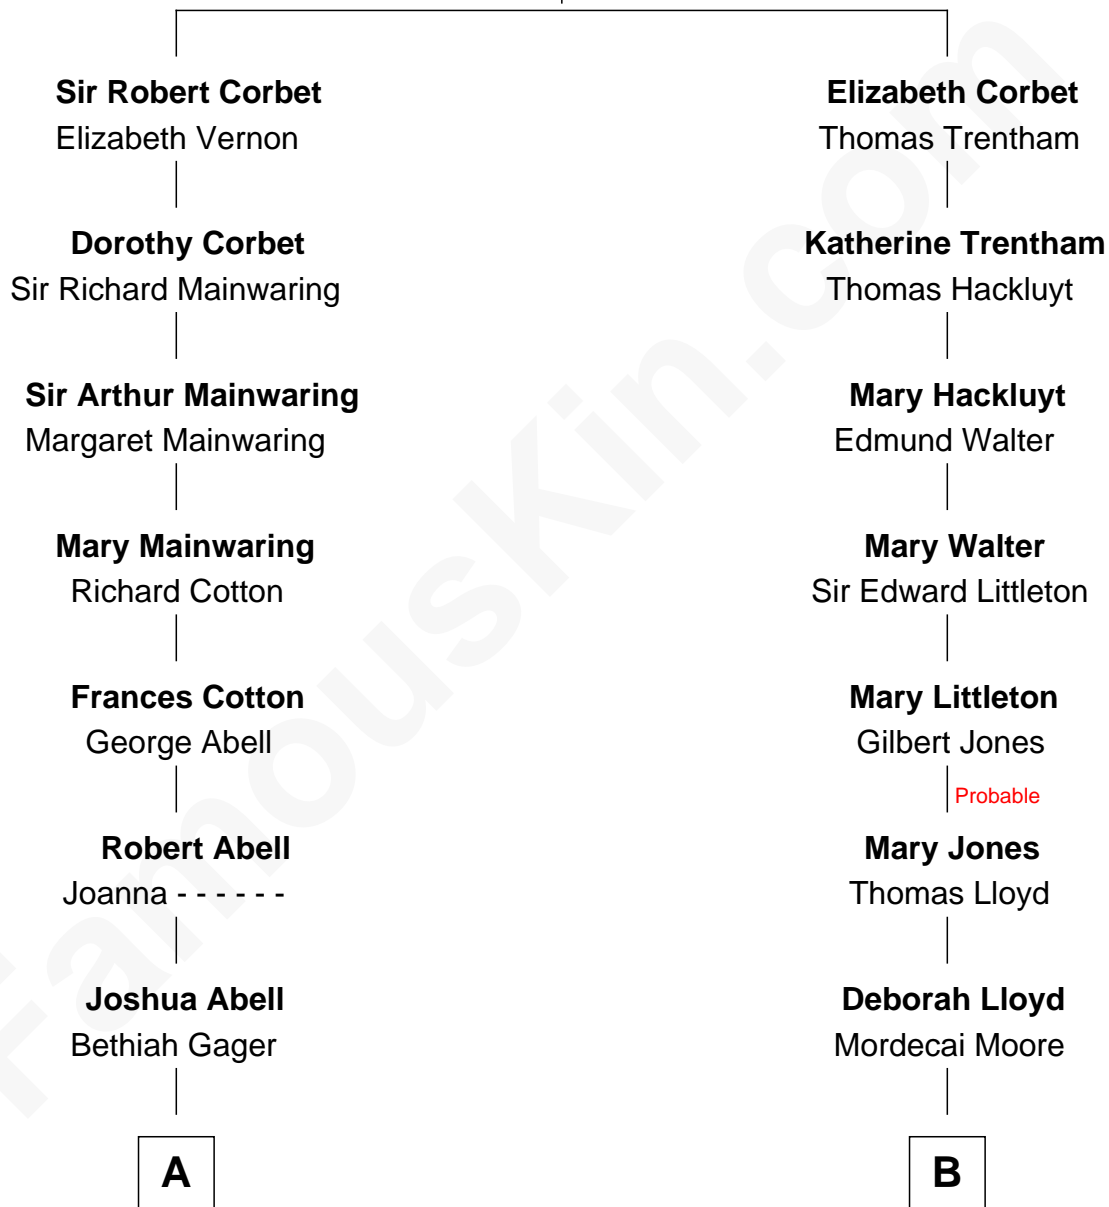 Sir Robert Corbet
Elizabeth Vernon
Dorothy Corbet
Sir Richard Mainwaring
Sir Arthur Mainwaring
Margaret Mainwaring
Mary Mainwaring
Richard Cotton
Frances Cotton
George Abell
Robert Abell
Joanna - - - - - -
Joshua Abell
Bethiah Gager
A
Elizabeth Corbet
Thomas Trentham
Katherine Trentham
Thomas Hackluyt
Mary Hackluyt
Edmund Walter
Mary Walter
Sir Edward Littleton
Mary Littleton
Gilbert Jones
Probable
Mary Jones
Thomas Lloyd
Deborah Lloyd
Mordecai Moore
B
FamousKin.com